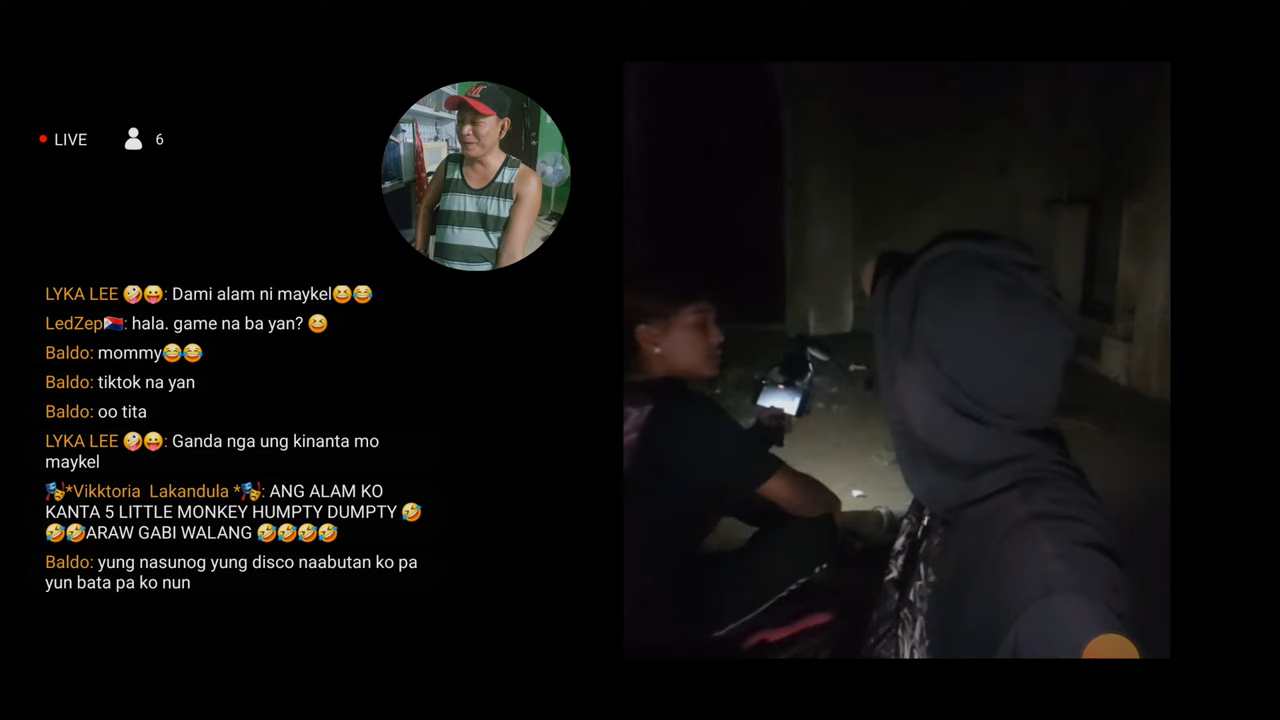 LIVE 6
LYKA LEE 🤪😛: Dami alam ni maykel😆😂
LedZep🇵🇭: hala. game na ba yan? 😆
Baldo: mommy😂😂
Baldo: tiktok na yan
Baldo: oo tita
LYKA LEE 🤪😛: Ganda nga ung kinanta mo
maykel
🎭*Vikktoria Lakandula *🎭: ANG ALAM KO
KANTA 5 LITTLE MONKEY HUMPTY DUMPTY 🤣
🤣🤣ARAW GABI WALANG 🤣🤣🤣🤣
Baldo: yung nasunog yung disco naabutan ko pa
yun bata pa ko nun